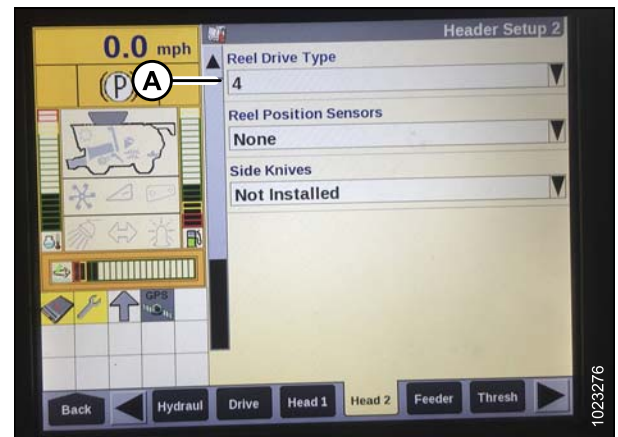 Header Setup 2
0.0 mph
(P)
A
Reel Drive Type
4
Reel Position Sensors
None
Side Knives
Not Installed
GPS
Back
Hydraul
Drive
Head 1
Head 2
Feeder
Thresh
1023276